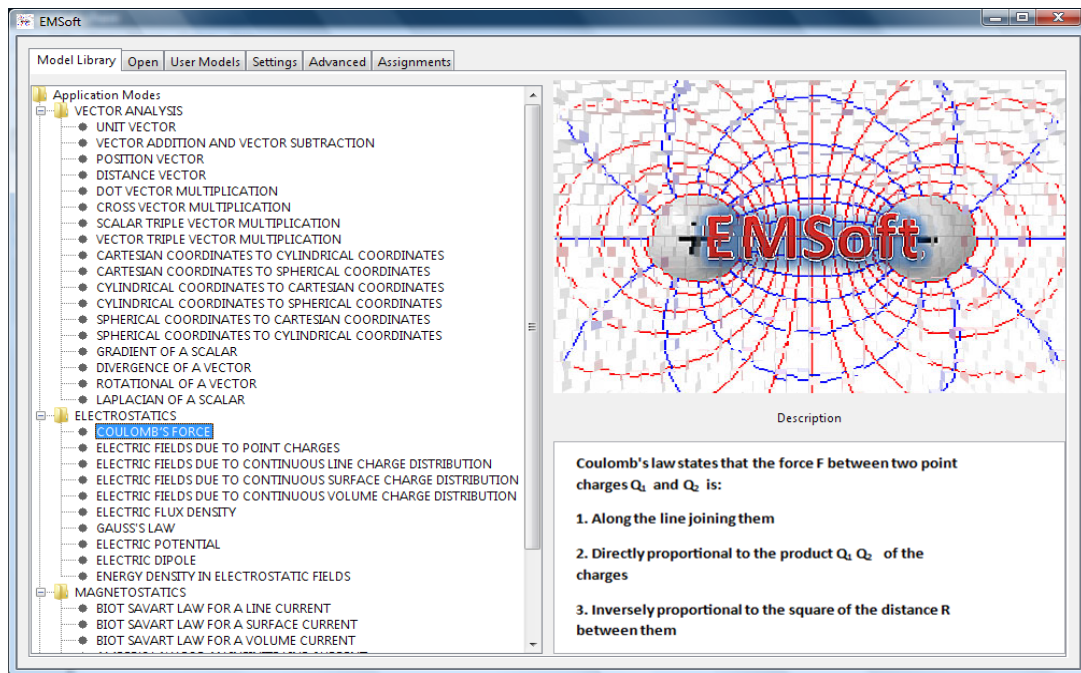 EMSoft
Model Library Open User Models Settings Advanced Assignments
Application Modes
VECTOR ANALYSIS
UNIT VECTOR
VECTOR ADDITION AND VECTOR SUBTRACTION
POSITION VECTOR
DISTANCE VECTOR
DOT VECTOR MULTIPLICATION
CROSS VECTOR MULTIPLICATION
SCALAR TRIPLE VECTOR MULTIPLICATION
VECTOR TRIPLE VECTOR MULTIPLICATION
CARTESIAN COORDINATES TO CYLINDRICAL COORDINATES
CARTESIAN COORDINATES TO SPHERICAL COORDINATES
CYLINDRICAL COORDINATES TO CARTESIAN COORDINATES
CYLINDRICAL COORDINATES TO SPHERICAL COORDINATES
SPHERICAL COORDINATES TO CARTESIAN COORDINATES
SPHERICAL COORDINATES TO CYLINDRICAL COORDINATES
GRADIENT OF A SCALAR
DIVERGENCE OF A VECTOR
ROTATIONAL OF A VECTOR
LAPLACIAN OF A SCALAR
ELECTROSTATICS
COULOMB'S FORCE
ELECTRIC FIELDS DUE TO POINT CHARGES
ELECTRIC FIELDS DUE TO CONTINUOUS LINE CHARGE DISTRIBUTION
ELECTRIC FIELDS DUE TO CONTINUOUS SURFACE CHARGE DISTRIBUTION
ELECTRIC FIELDS DUE TO CONTINUOUS VOLUME CHARGE DISTRIBUTION
ELECTRIC FLUX DENSITY
GAUSS'S LAW
ELECTRIC POTENTIAL
ELECTRIC DIPOLE
ENERGY DENSITY IN ELECTROSTATIC FIELDS
MAGNETOSTATICS
BIOT SAVART LAW FOR A LINE CURRENT
BIOT SAVART LAW FOR A SURFACE CURRENT
BIOT SAVART LAW FOR A VOLUME CURRENT
EMSoft
Description
Coulomb's law states that the force F between two point
charges Q₁ and Q₂ is:
1. Along the line joining them
2. Directly proportional to the product Q₁ Q₂ of the
charges
3. Inversely proportional to the square of the distance R
between them